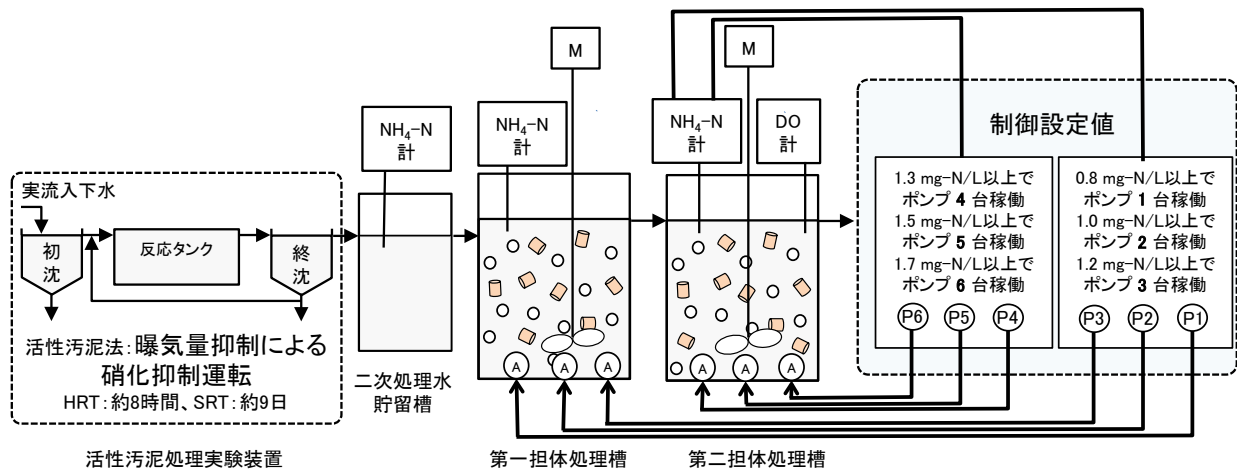 M
M
NH4-N
計
NH4-N
計
NH4-N
計
DO
計
制御設定値
1.3 mg-N/L以上で
ポンプ 4 台稼働
1.5 mg-N/L以上で
ポンプ 5 台稼働
1.7 mg-N/L以上で
ポンプ 6 台稼働
0.8 mg-N/L以上で
ポンプ 1 台稼働
1.0 mg-N/L以上で
ポンプ 2 台稼働
1.2 mg-N/L以上で
ポンプ 3 台稼働
P6 P5 P4
P3 P2 P1
実流入下水
初沈
反応タンク
終沈
活性汚泥法：曝気量抑制による
硝化抑制運転
HRT：約8時間、SRT：約9日
二次処理水
貯留槽
A A A
A A A
活性汚泥処理実験装置
第一担体処理槽
第二担体処理槽